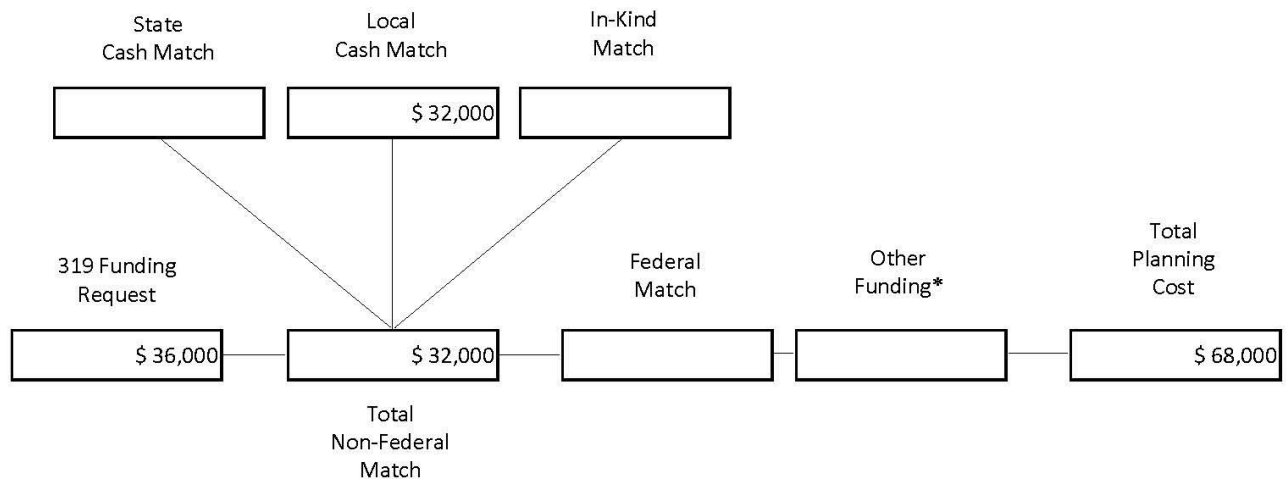 State
Cash Match
Local
Cash Match
In-Kind
Match
$ 32,000
319 Funding
Request
Federal
Match
Other
Funding*
Total
Planning
Cost
$ 36,000
$ 32,000
$ 68,000
Total
Non-Federal
Match